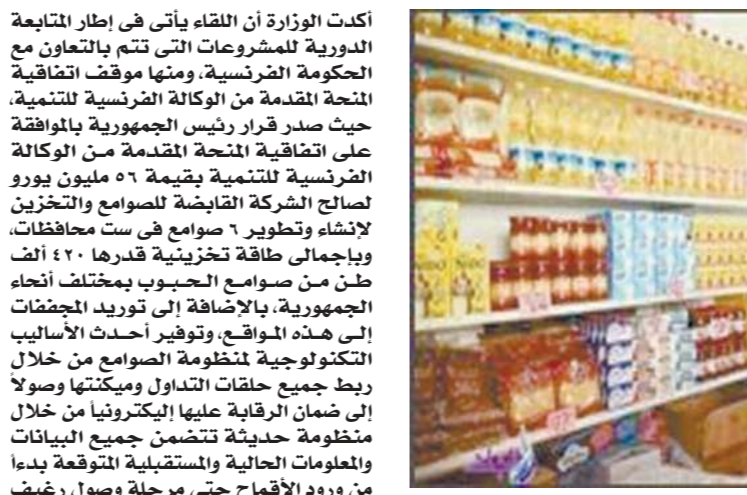 أكدت الوزارة أن اللقاء يأتى فى إطار المتابعة
الدورية للمشروعات التى تتم بالتعاون مع
الحكومة الفرنسية، ومنها موقف اتفاقية
المنحة المقدمة من الوكالة الفرنسية للتنمية،
حيث صدر قرار رئيس الجمهورية بالموافقة
على اتفاقية المنحة المقدمة من الوكالة
الفرنسية للتنمية بقيمة ٥٦ مليون يورو
لصالح الشركة القابضة للصوامع والتخزين
لإنشاء وتطوير ٦ صوامع فى ست محافظات،
وبإجمالى طاقة تخزينية قدرها ٤٢٠ ألف
طن من صوامع الحبوب بمختلف أنحاء
الجمهورية، بالإضافة إلى توريد المجففات
إلى هذه المواقع، وتوفير أحدث الأساليب
التكنولوجية لمنظومة الصوامع من خلال
ربط جميع حلقات التداول وميكنتها وصولاً
إلى ضمان الرقابة عليها إليكترونياً من خلال
منظومة حديثة تتضمن جميع البيانات
والمعلومات الحالية والمستقبلية المتوقعة بدءاً
من ورود الأقماح حتى مرحلة وصول رغيف